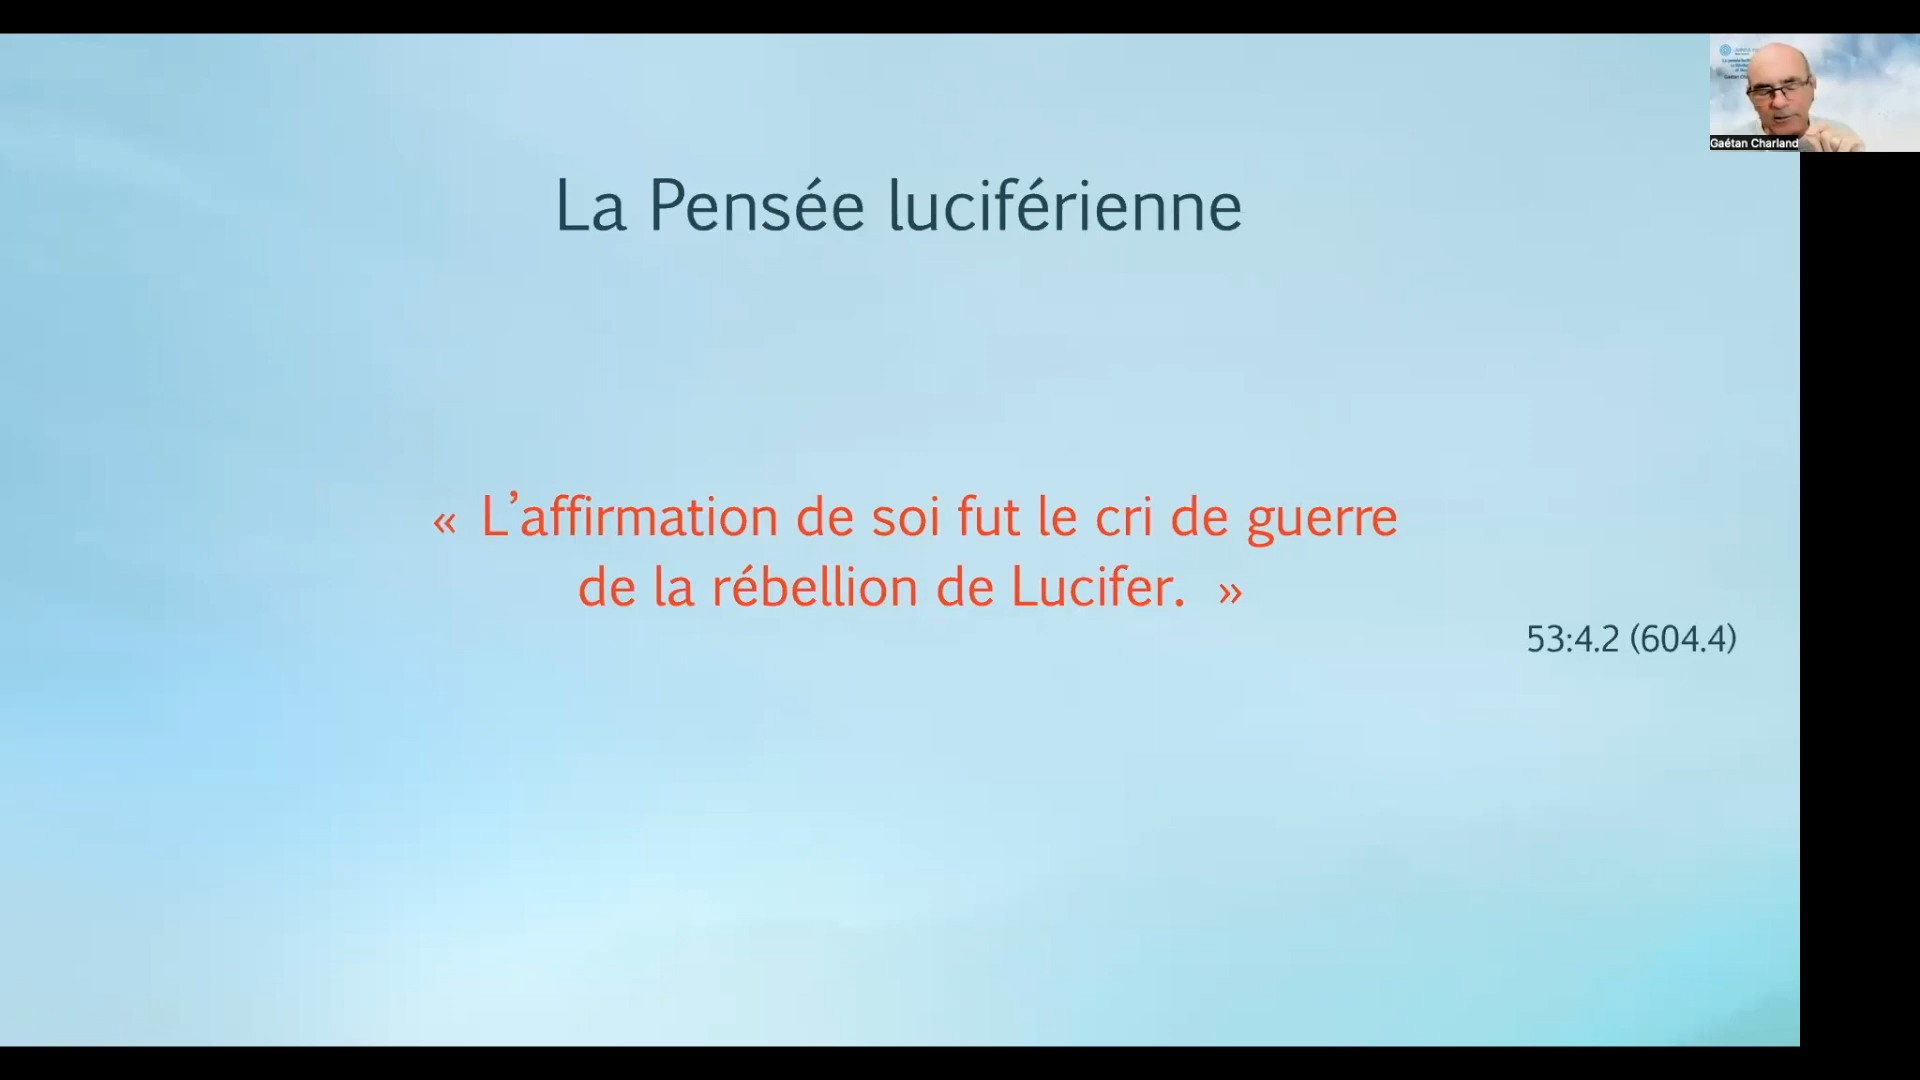 La Pensée luciférienne
« L’affirmation de soi fut le cri de guerre
de la rébellion de Lucifer. »
53:4.2 (604.4)
Gaétan Charland